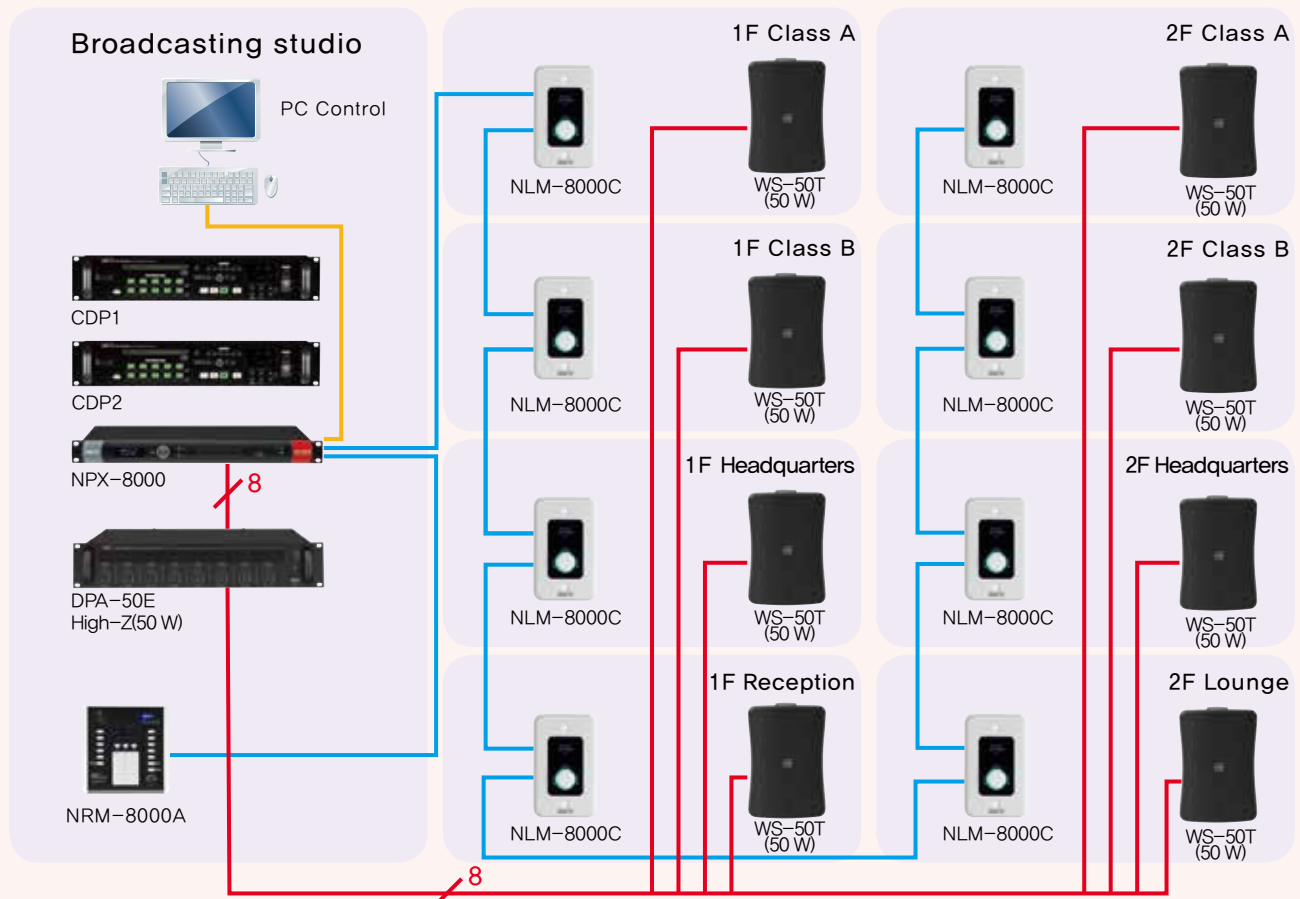 Broadcasting studio
PC Control
CDP1
CDP2
NPX-8000
8
DPA-50E
High-Z(50 W)
NRM-8000A
8
1F Class A
NLM-8000C
WS-50T
(50 W)
1F Class B
NLM-8000C
WS-50T
(50 W)
1F Headquarters
NLM-8000C
WS-50T
(50 W)
1F Reception
NLM-8000C
WS-50T
(50 W)
2F Class A
NLM-8000C
WS-50T
(50 W)
2F Class B
NLM-8000C
WS-50T
(50 W)
2F Headquarters
NLM-8000C
WS-50T
(50 W)
2F Lounge
NLM-8000C
WS-50T
(50 W)